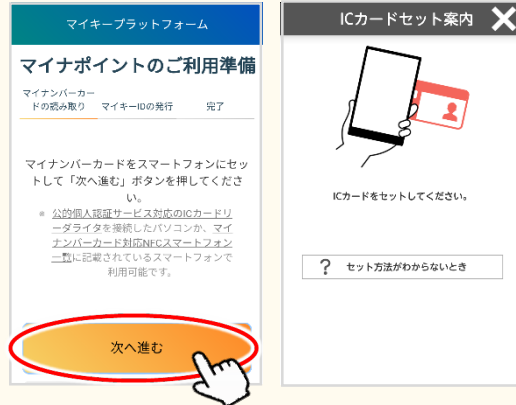 マイキープラットフォーム
マイナポイントのご利用準備
マイナンバーカー
ドの読み取り
マイキーIDの発行
完了
マイナンバーカードをスマートフォンにセッ
トして「次へ進む」ボタンを押してくださ
い。
公的個人認証サービス対応のICカードリ
ーダライタを接続したパソコンか、マイ
ナンバーカード対応NFCスマートフォン
一覧に記載されているスマートフォンで
利用可能です。
次へ進む
ICカードセット案内
ICカードをセットしてください。
? セット方法がわからないとき